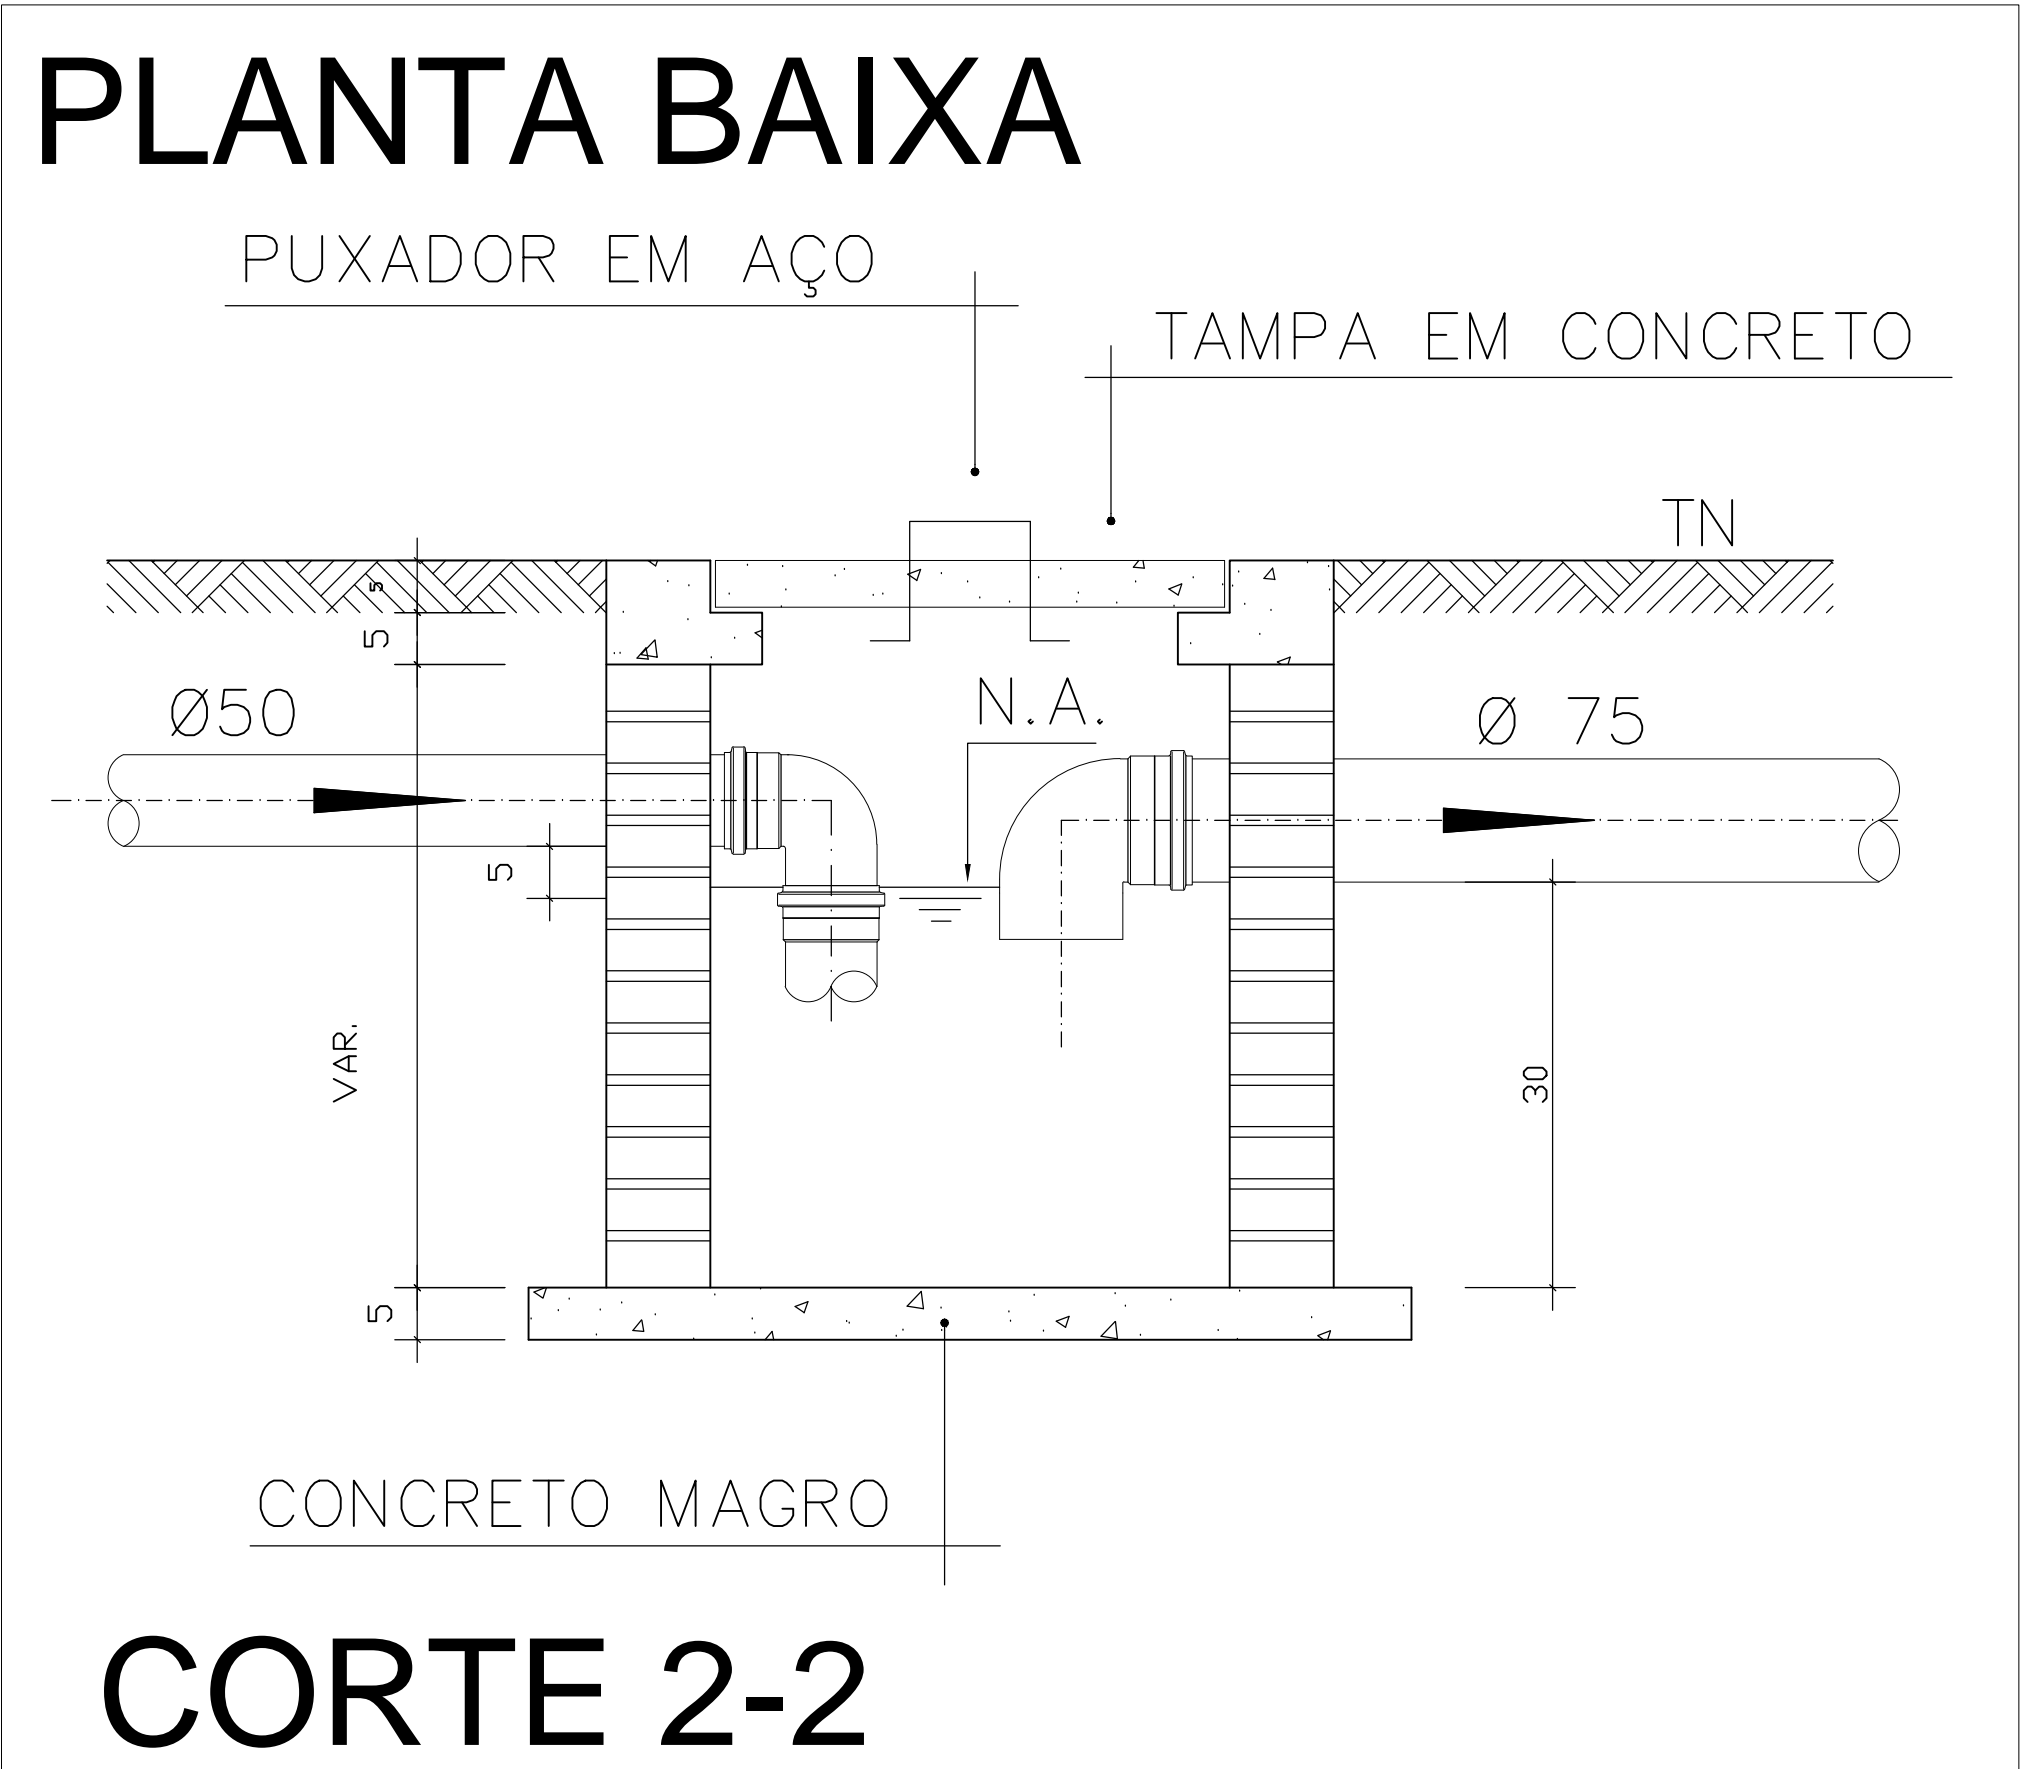 PLANTA BAIXA
PUXADOR EM AÇO
TAMPA EM CONCRETO
TN
5
5
Ø50
N.A.
Ø 75
5
VAR.
30
5
CONCRETO MAGRO
CORTE 2-2